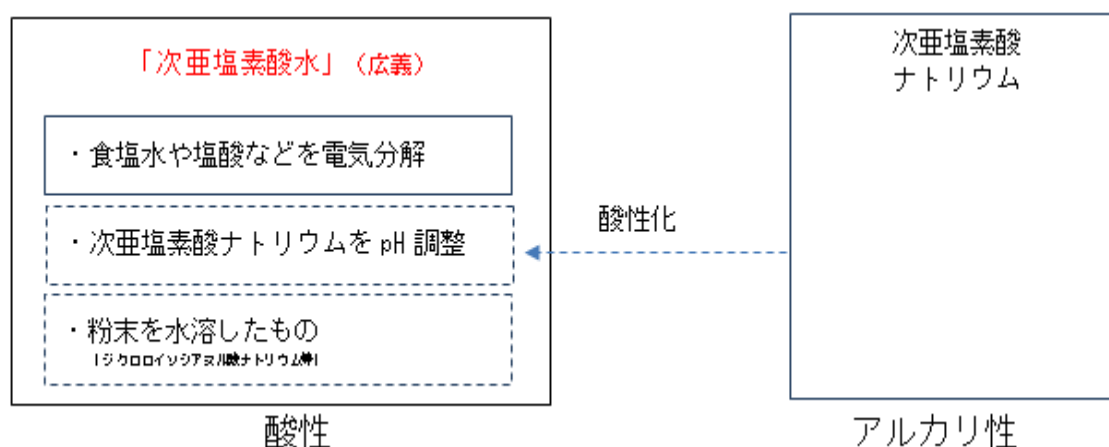 「次亜塩素酸水」（広義）
・食塩水や塩酸などを電気分解
・次亜塩素酸ナトリウムをpH調整
・粉末を水溶したもの
「ジクロロイソシアヌル酸ナトリウム等」
酸性
酸性化
次亜塩素酸
ナトリウム
アルカリ性